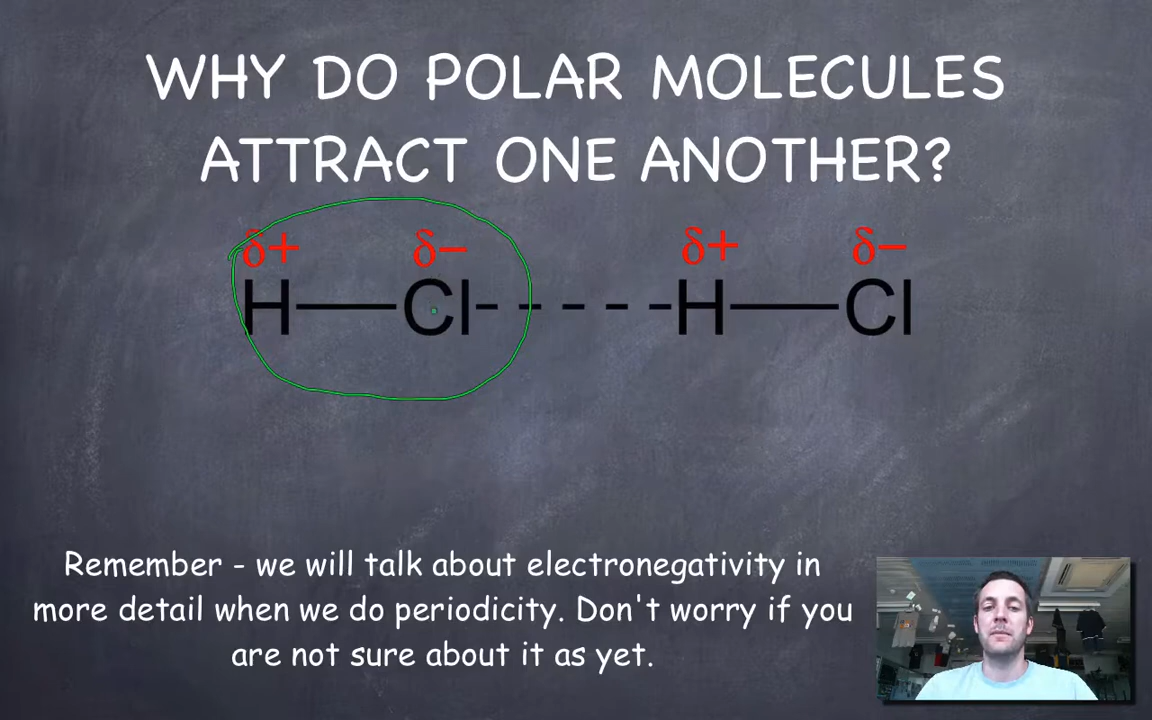 WHY DO POLAR MOLECULES
ATTRACT ONE ANOTHER?
δ+ δ− δ+ δ−
H Cl H Cl
Remember - we will talk about electronegativity in
more detail when we do periodicity. Don't worry if you
are not sure about it as yet.